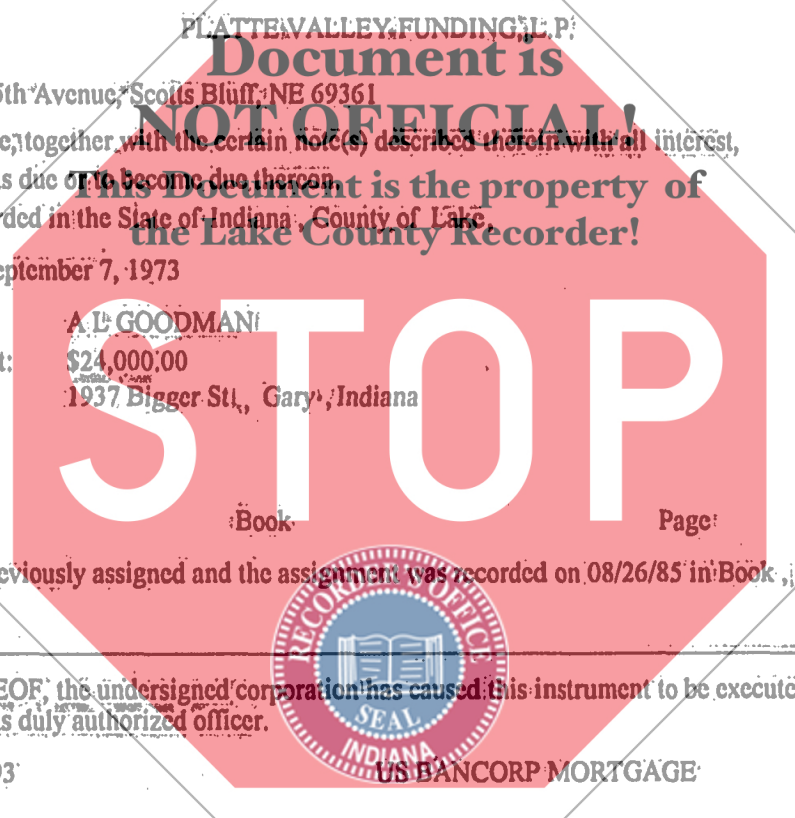 PLATTE VALLEY FUNDING, L.P.
Document is
5th Avenue, Scotts Bluff, NE 69361
NOT OFFICIAL!
e, together with the certain note(s) described therein with all interest,
s due or to become due thereon,
This Document is the property of
ded in the State of Indiana, County of Lake,
the Lake County Recorder!
eptember 7, 1973
A L GOODMAN
t: $24,000.00
1937 Bigger St., Gary, Indiana
STOP
Book Page
eviously assigned and the assignment was recorded on 08/26/85 in Book ,
RECORDER'S OFFICE
EOF, the undersigned corporation has caused this instrument to be execute
s duly authorized officer.
SEAL
INDIANA
93 US BANCORP MORTGAGE